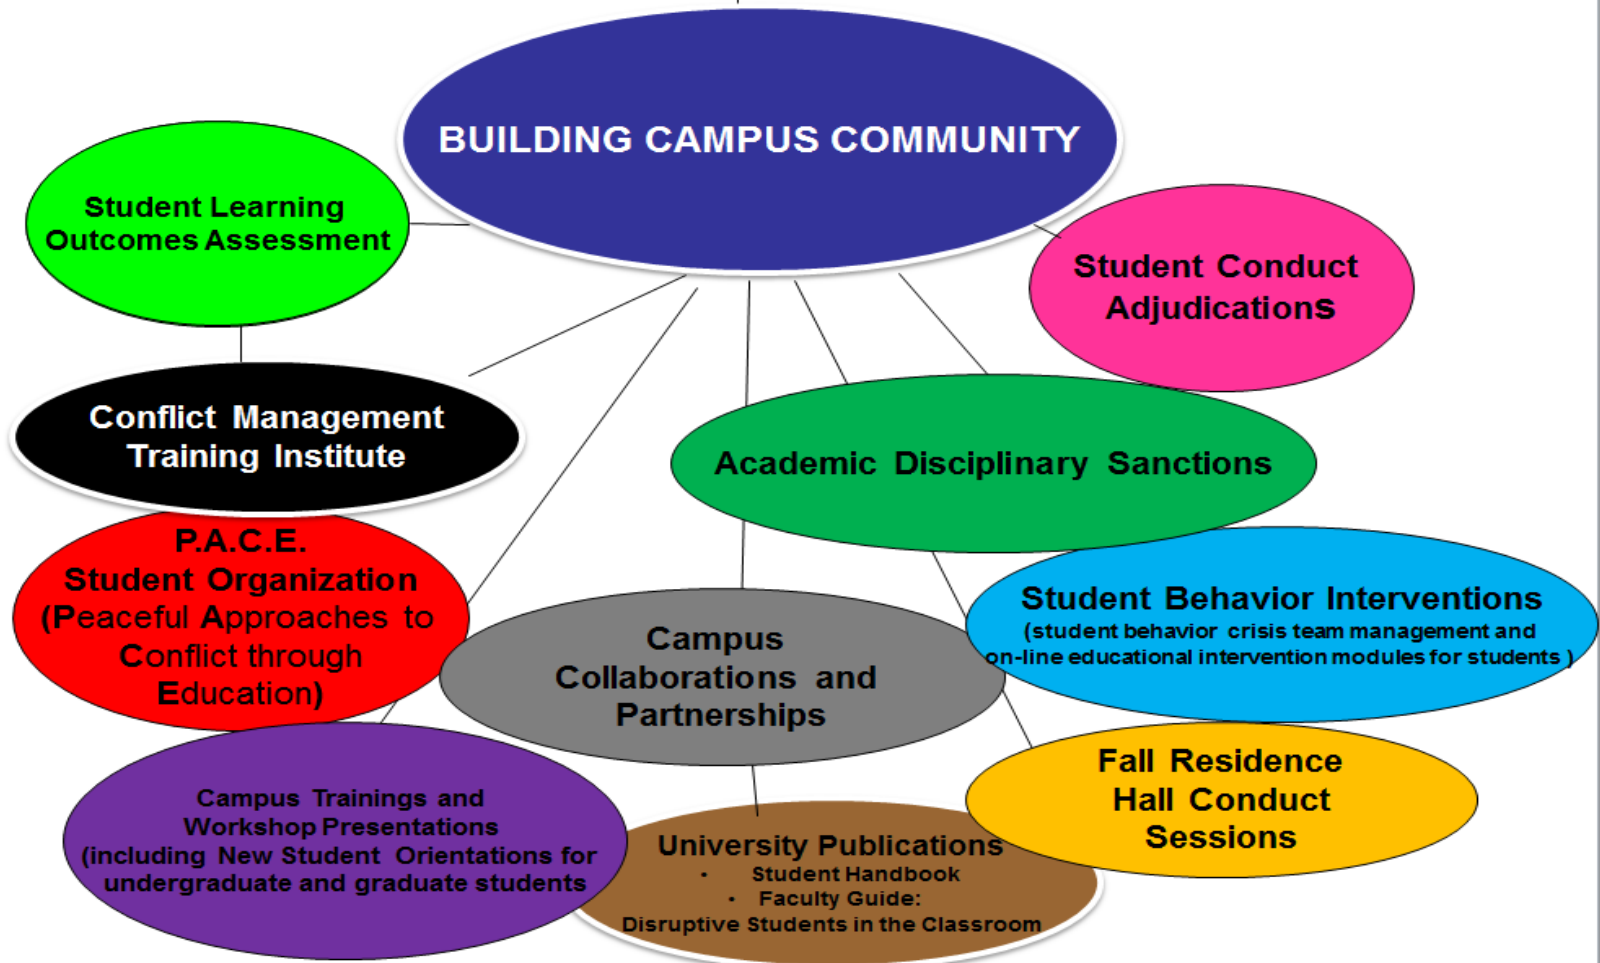 BUILDING CAMPUS COMMUNITY
Student Learning
Outcomes Assessment
Student Conduct
Adjudications
Conflict Management
Training Institute
Academic Disciplinary Sanctions
P.A.C.E.
Student Organization
(Peaceful Approaches to
Conflict through
Education)
Student Behavior Interventions
(student behavior crisis team management and
on-line educational intervention modules for students )
Campus
Collaborations and
Partnerships
Fall Residence
Hall Conduct
Sessions
Campus Trainings and
Workshop Presentations
(including New Student Orientations for
undergraduate and graduate students
University Publications
• Student Handbook
• Faculty Guide:
Disruptive Students in the Classroom